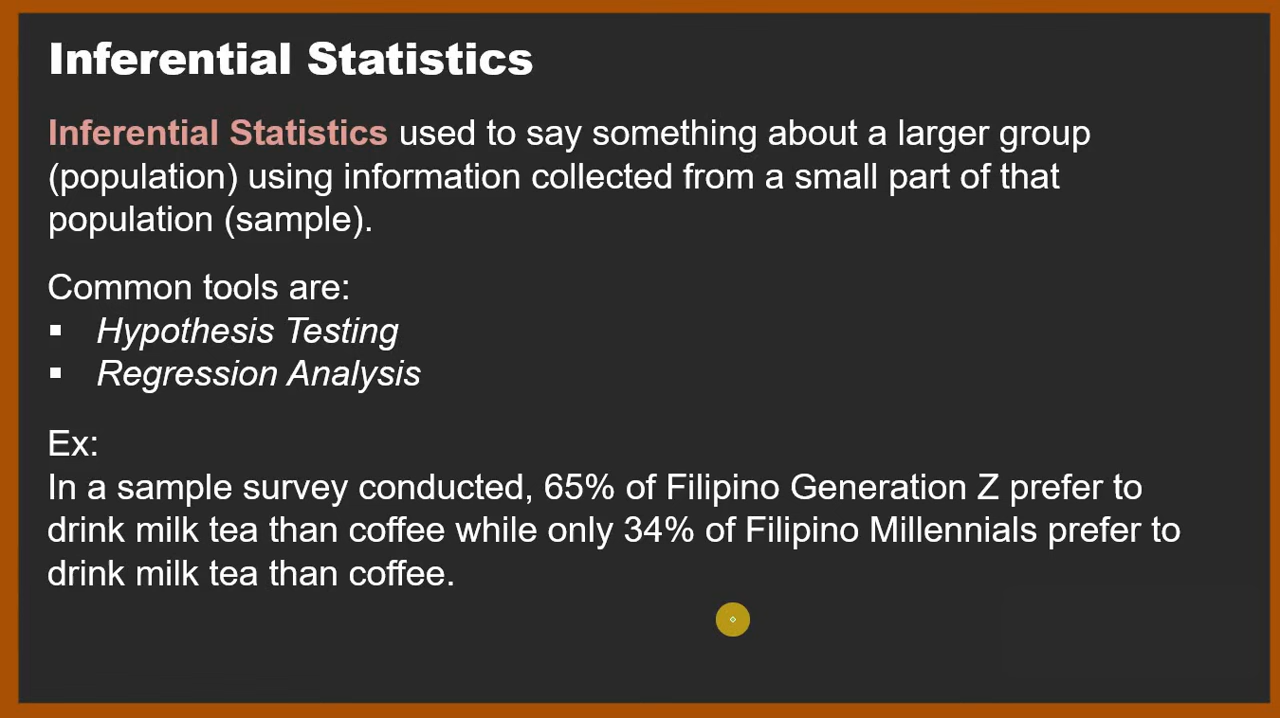 Inferential Statistics
Inferential Statistics used to say something about a larger group
(population) using information collected from a small part of that
population (sample).
Common tools are:
▪ Hypothesis Testing
▪ Regression Analysis
Ex:
In a sample survey conducted, 65% of Filipino Generation Z prefer to
drink milk tea than coffee while only 34% of Filipino Millennials prefer to
drink milk tea than coffee.